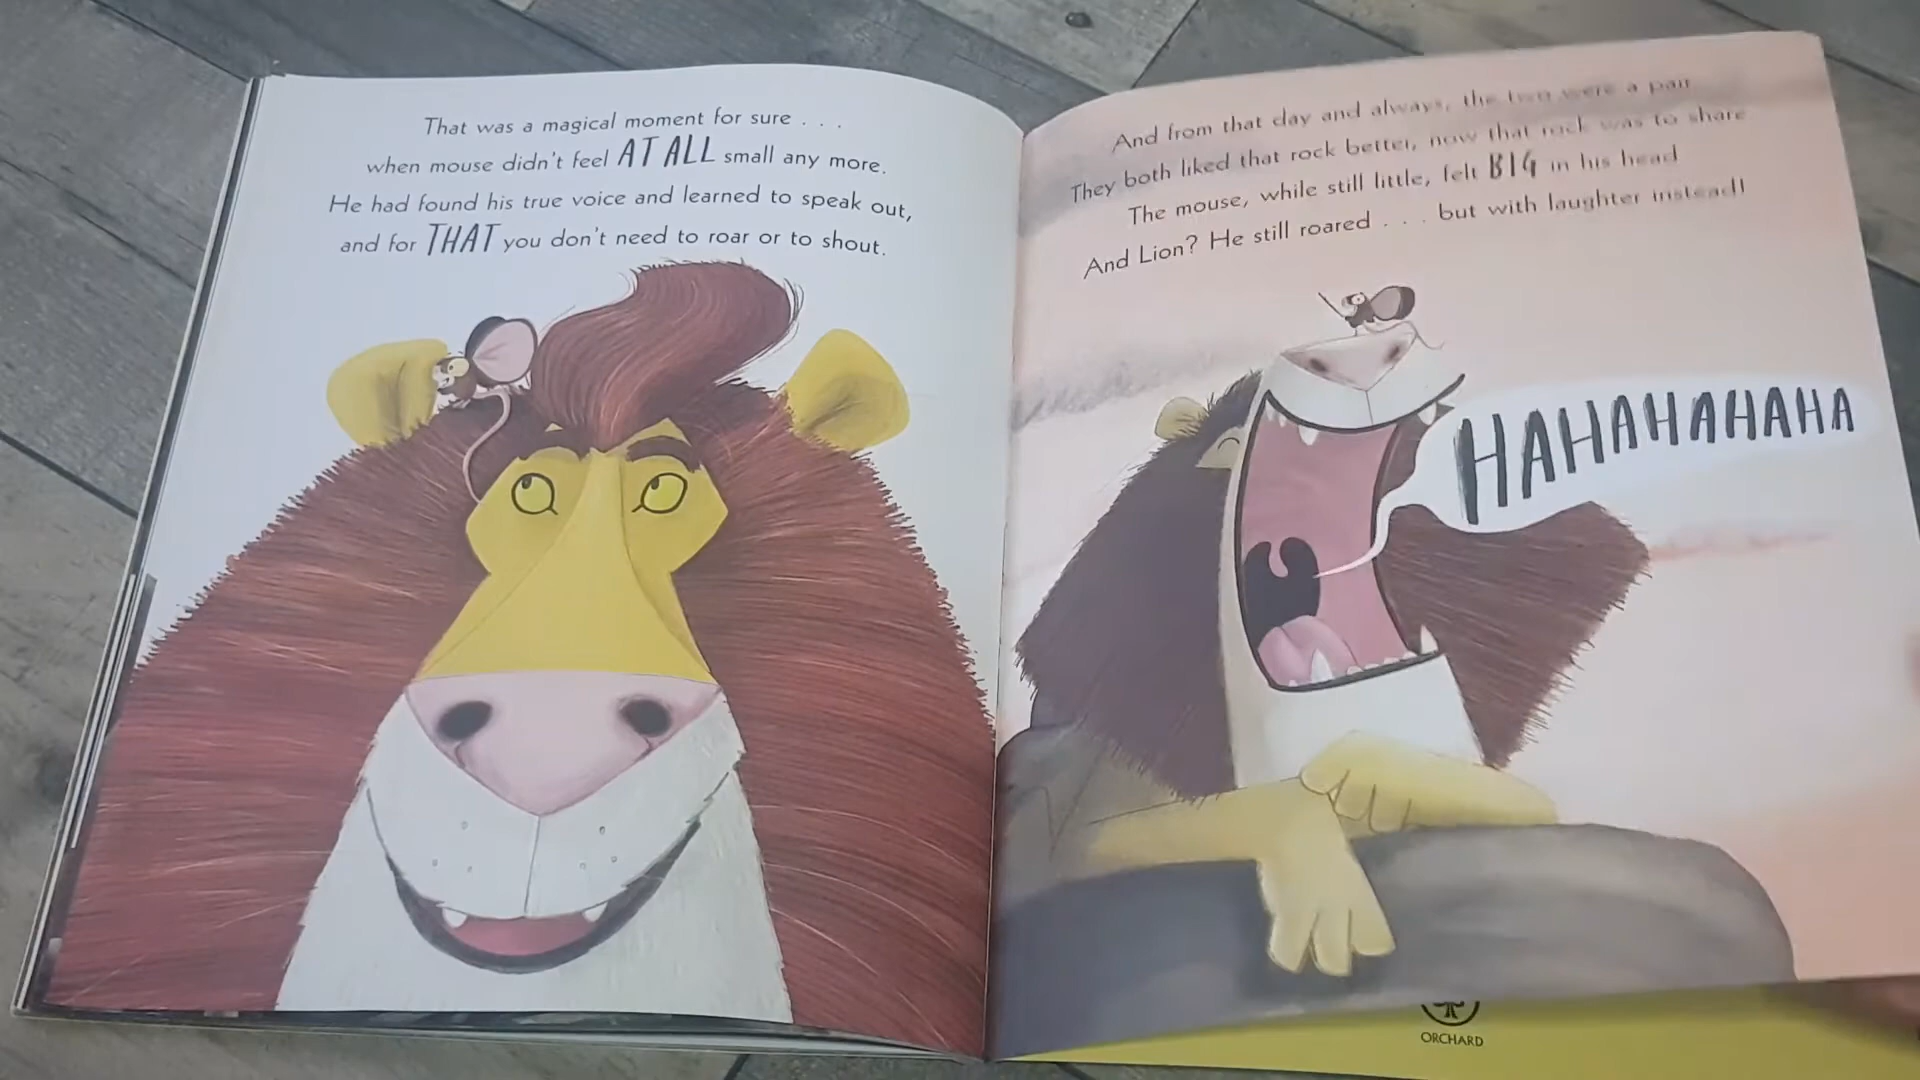 That was a magical moment for sure . . .
when mouse didn't feel AT ALL small any more.
He had found his true voice and learned to speak out,
and for THAT you don't need to roar or to shout.
And from that day and always, the two were a pair
They both liked that rock better, now that rock was to share
The mouse, while still little, felt BIG in his head
And Lion? He still roared . . . but with laughter instead!
HAHAHAHAHA
ORCHARD